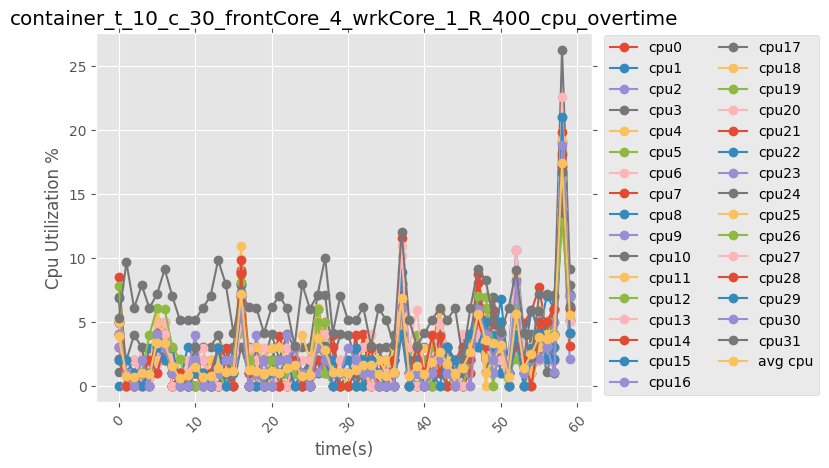 container_t_10_c_30_frontCore_4_wrkCore_1_R_400_cpu_overtime
Cpu Utilization %
25
20
15
10
5
0
0
10
20
30
40
50
60
time(s)
cpu0
cpu1
cpu2
cpu3
cpu4
cpu5
cpu6
cpu7
cpu8
cpu9
cpu10
cpu11
cpu12
cpu13
cpu14
cpu15
cpu16
cpu17
cpu18
cpu19
cpu20
cpu21
cpu22
cpu23
cpu24
cpu25
cpu26
cpu27
cpu28
cpu29
cpu30
cpu31
avg cpu